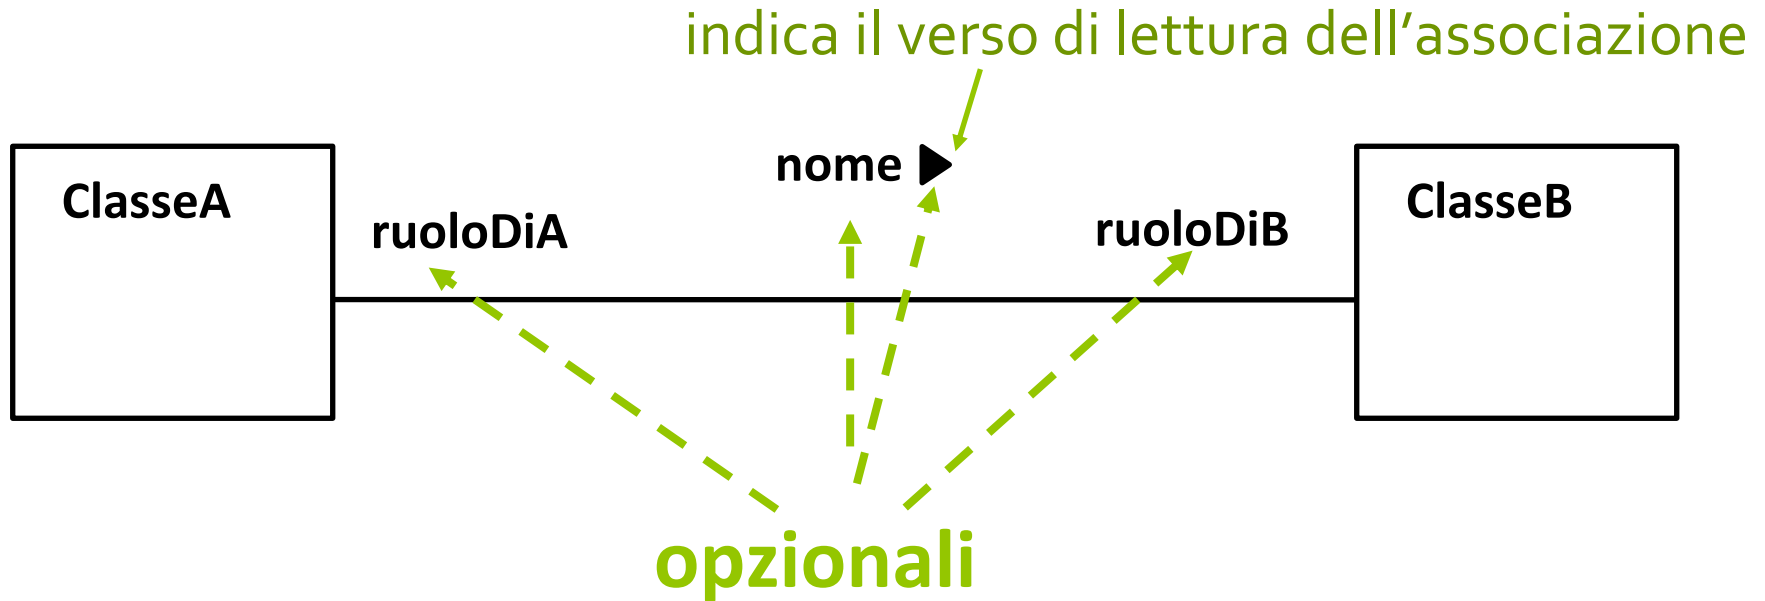 indica il verso di lettura dell’associazione
nome
ClasseA
ClasseB
ruoloDiA
ruoloDiB
opzionali